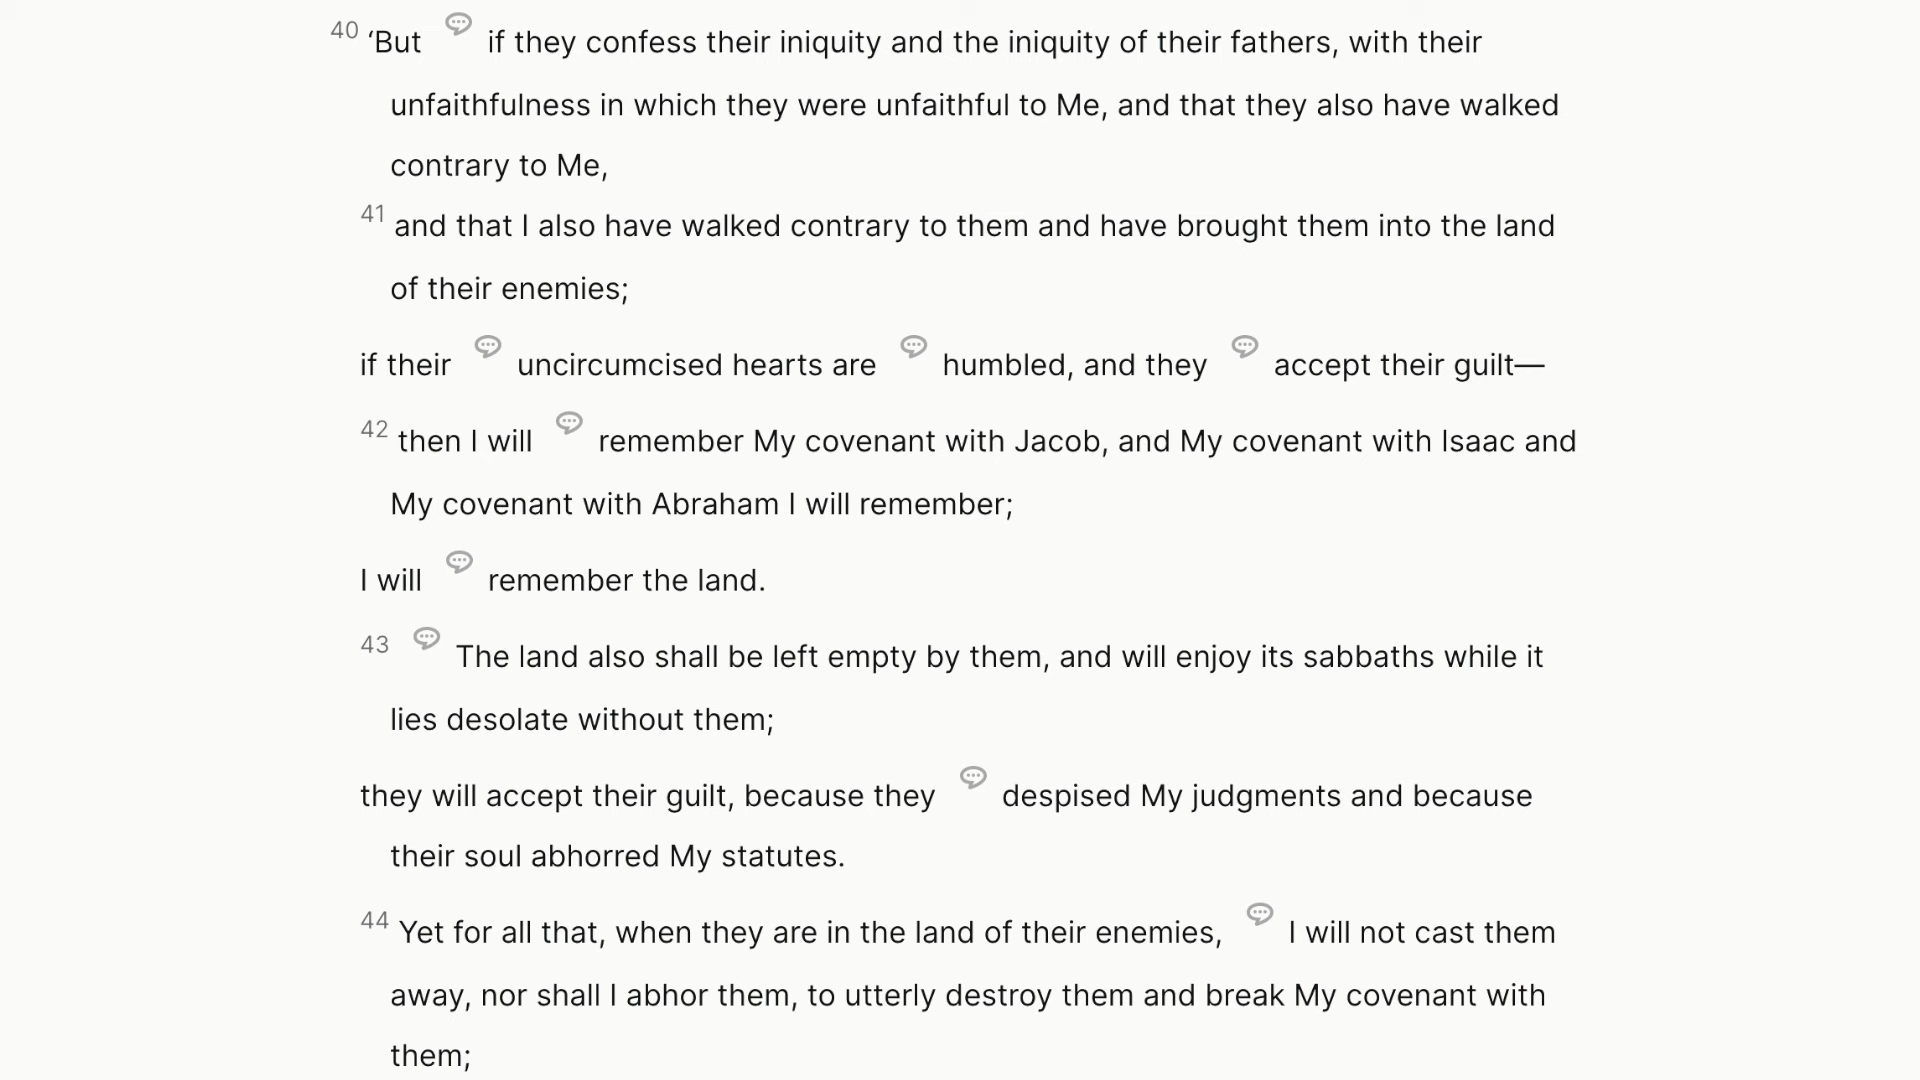 40 ‘But if they confess their iniquity and the iniquity of their fathers, with their
unfaithfulness in which they were unfaithful to Me, and that they also have walked
contrary to Me,
41 and that I also have walked contrary to them and have brought them into the land
of their enemies;
if their uncircumcised hearts are humbled, and they accept their guilt—
42 then I will remember My covenant with Jacob, and My covenant with Isaac and
My covenant with Abraham I will remember;
I will remember the land.
43 The land also shall be left empty by them, and will enjoy its sabbaths while it
lies desolate without them;
they will accept their guilt, because they despised My judgments and because
their soul abhorred My statutes.
44 Yet for all that, when they are in the land of their enemies, I will not cast them
away, nor shall I abhor them, to utterly destroy them and break My covenant with
them;